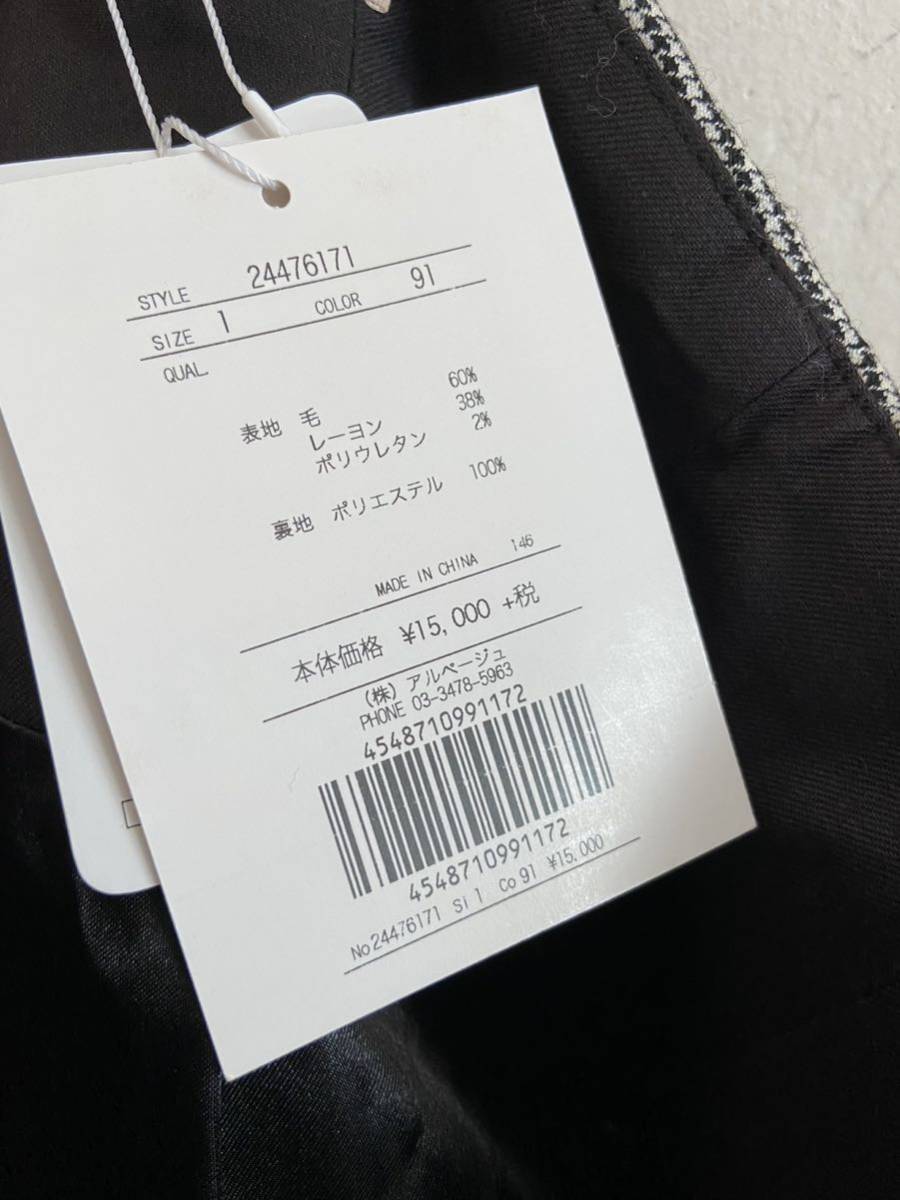 STYLE 24476171
SIZE 1 COLOR 91
QUAL.
表地 毛 60%
レーヨン 38%
ポリウレタン 2%
裏地 ポリエステル 100%
MADE IN CHINA 146
本体価格 ¥15,000 +税
(株) アルページュ
PHONE 03-3478-5963
4548710991172
4548710991172
No24476171 Si 1 Co 91 ¥15,000